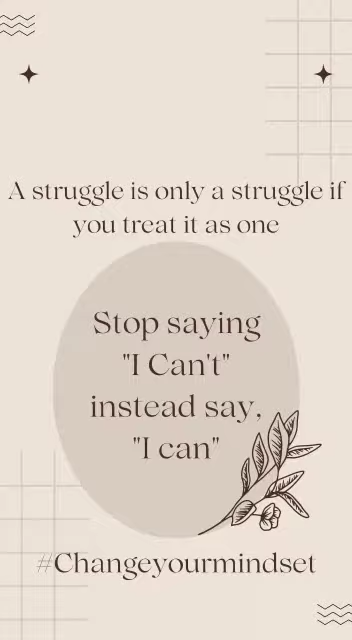 A struggle is only a struggle if
you treat it as one
Stop saying
"I Can't"
instead say,
"I can"
#Changeyourmindset